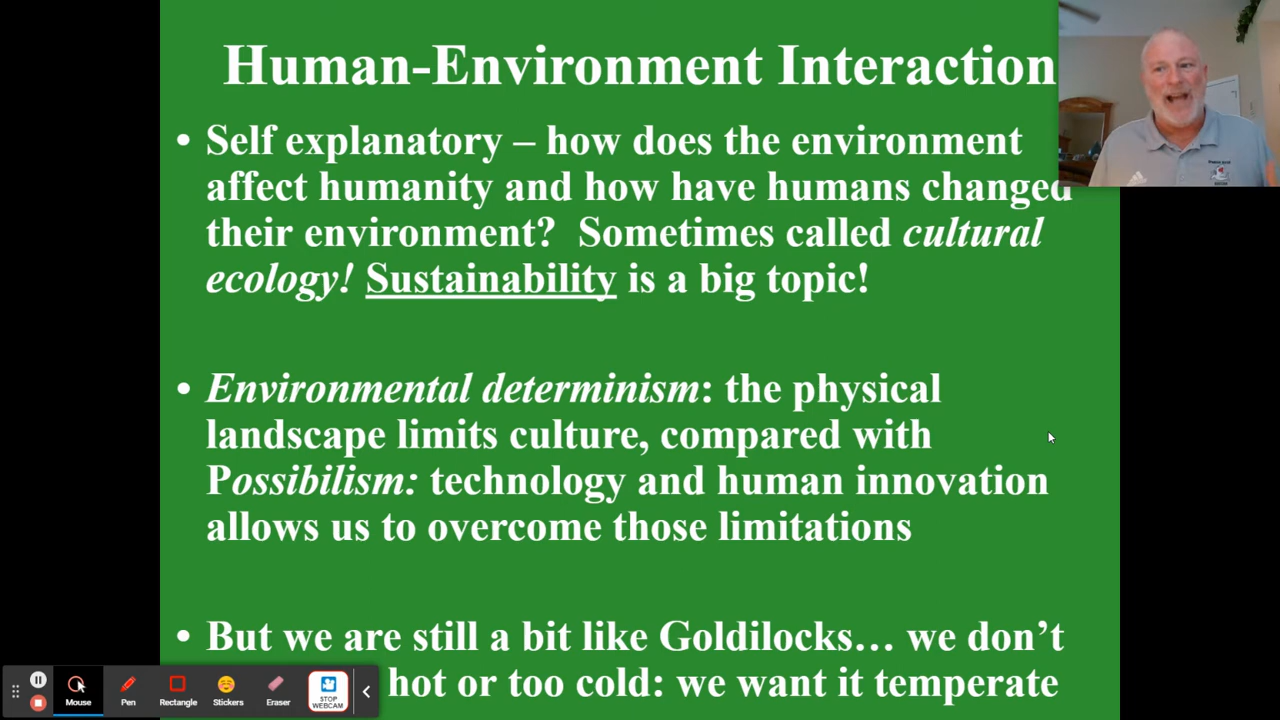 Human-Environment Interaction
• Self explanatory – how does the environment
affect humanity and how have humans changed
their environment?  Sometimes called cultural
ecology! Sustainability is a big topic!
• Environmental determinism: the physical
landscape limits culture, compared with
Possibilism: technology and human innovation
allows us to overcome those limitations
• But we are still a bit like Goldilocks… we don’t
hot or too cold: we want it temperate
Mouse
Pen
Rectangle
Stickers
Eraser
STOP
WEBCAM